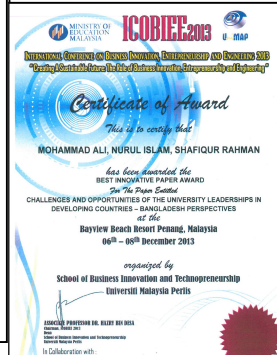 MINISTRY OF
EDUCATION
MALAYSIA
ICOBIEE2013
U MAP
INTERNATIONAL CONFERENCE ON BUSINESS INNOVATION, ENTREPRENEURSHIP AND ENGINEERING 2013
"Creating A Sustainable Future: The Role of Business Innovation, Entrepreneurship and Engineering"
Certificate of Award
This is to certify that
MOHAMMAD ALI, NURUL ISLAM, SHAFIQUR RAHMAN
has been awarded the
BEST INNOVATIVE PAPER AWARD
For The Paper Entitled
CHALLENGES AND OPPORTUNITIES OF THE UNIVERSITY LEADERSHIPS IN
DEVELOPING COUNTRIES – BANGLADESH PERSPECTIVES
at the
Bayview Beach Resort Penang, Malaysia
06th – 08th December 2013
organized by
School of Business Innovation and Technopreneurship
Universiti Malaysia Perlis
ASSOCIATE PROFESSOR DR. HAZRY BIN DESA
Chairman, ICOBIEE 2013
Dean
School of Business Innovation and Technopreneurship
Universiti Malaysia Perlis
In Collaboration with